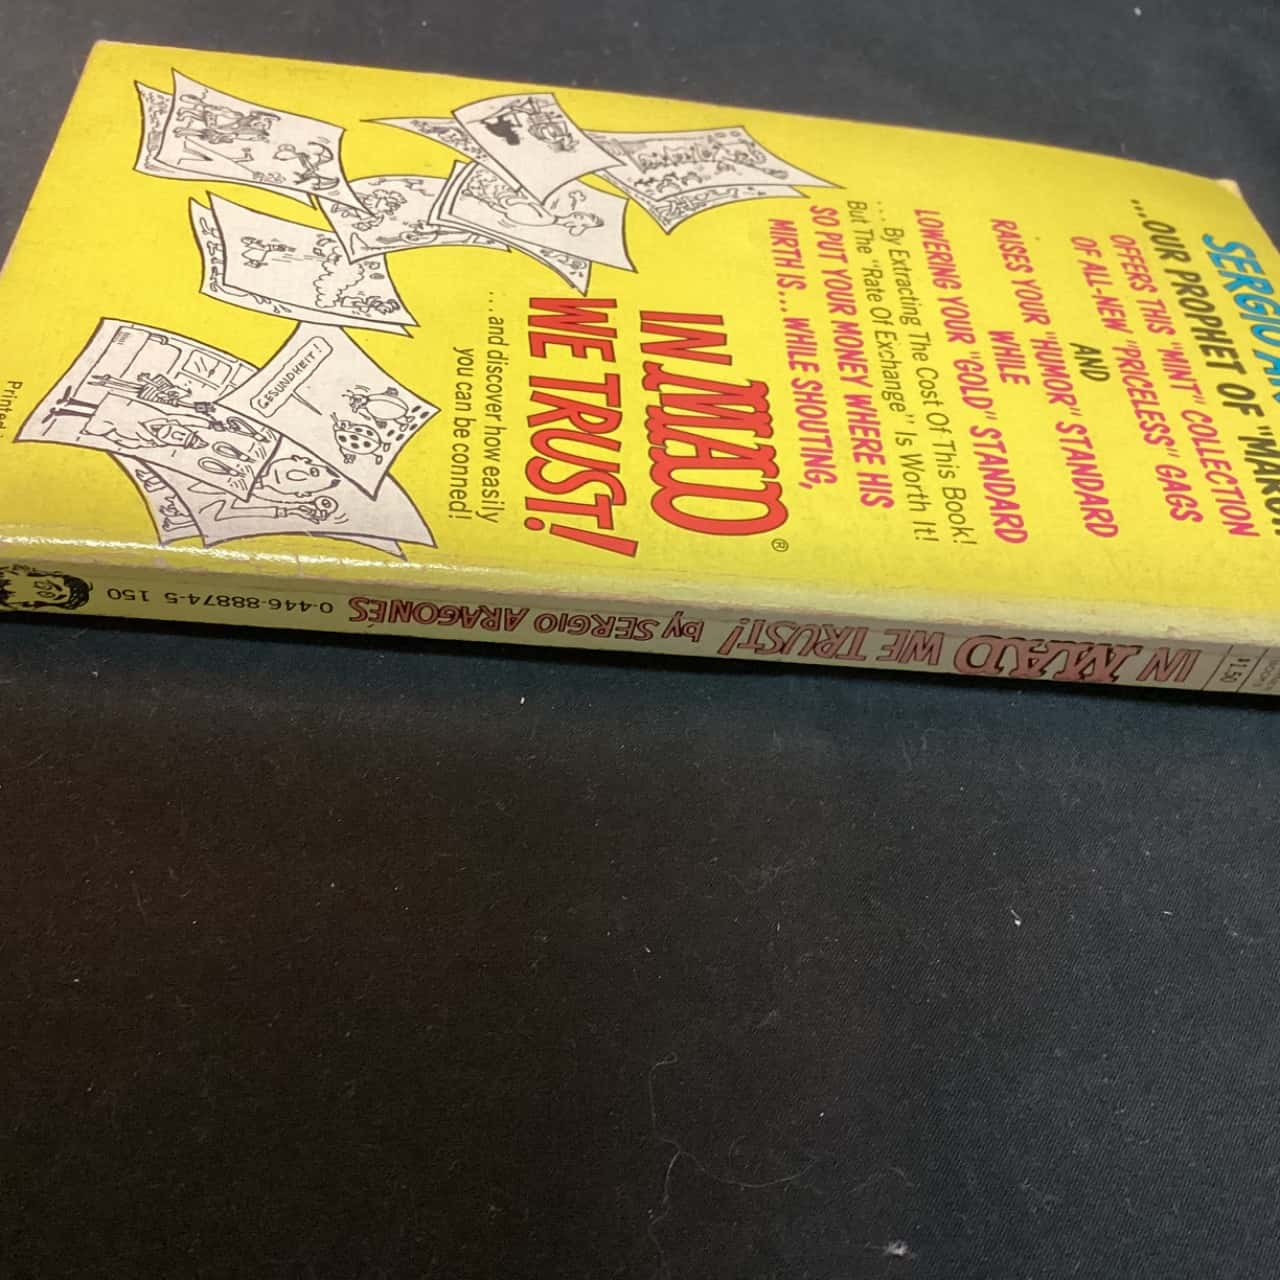 SERGIO
...OUR PROPHET OF "MARG
OFFERS THIS "MINT" COLLECTION
OF ALL-NEW "PRICELESS" GAGS
AND
RAISES YOUR "HUMOR" STANDARD
WHILE
LOWERING YOUR "GOLD" STANDARD
...By Extracting The Cost Of This Book!
But The "Rate Of Exchange" Is Worth It!
SO PUT YOUR MONEY WHERE HIS
MIRTH IS...WHILE SHOUTING,
IN MAD®
WE TRUST!
...and discover how easily
you can be conned!
GESUNDHEIT!
Printed
$1.50
IN MAD WE TRUST! by SERGIO ARAGONÉS 0-446-88874-5 150